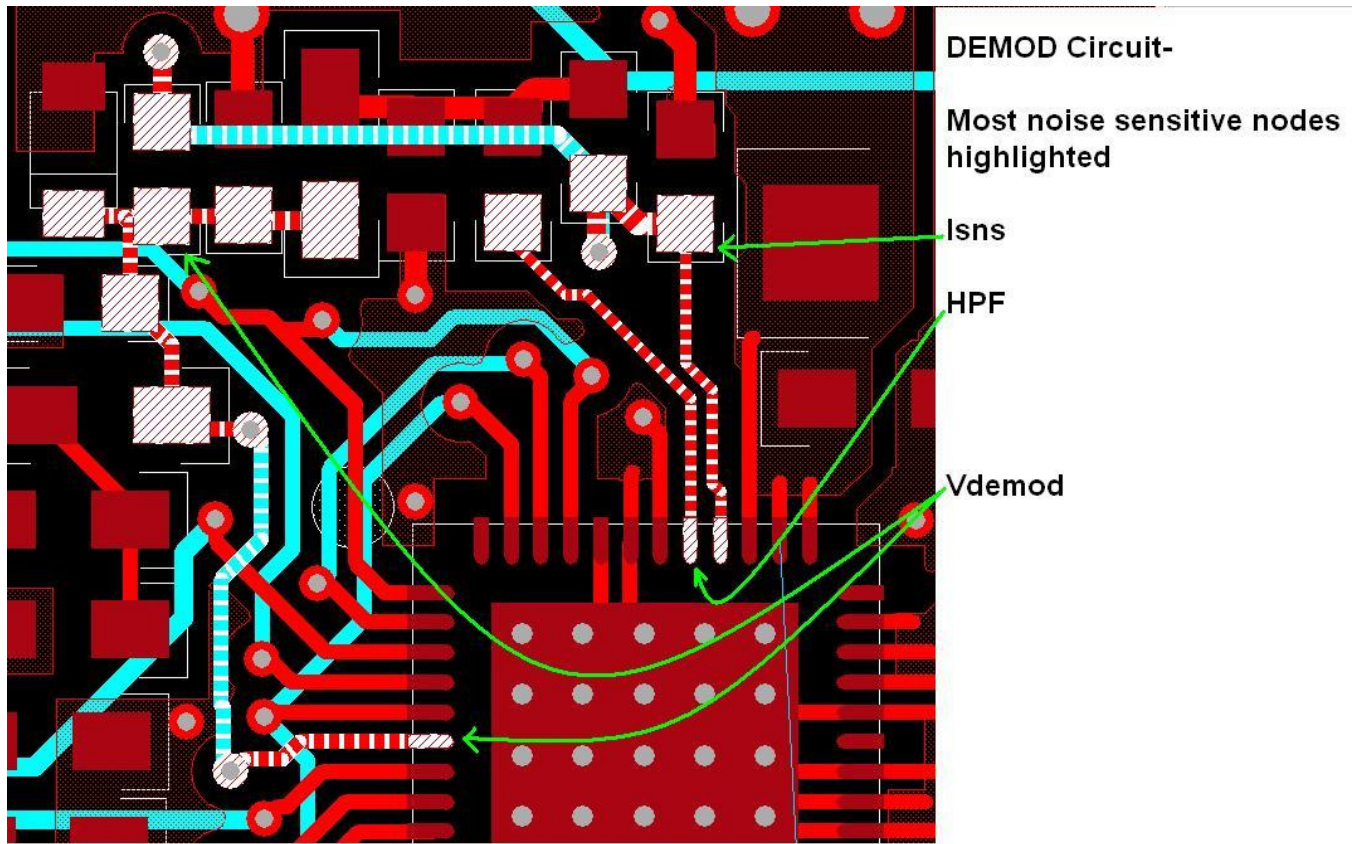 DEMOD Circuit-
Most noise sensitive nodes
highlighted
Isns
HPF
Vdemod